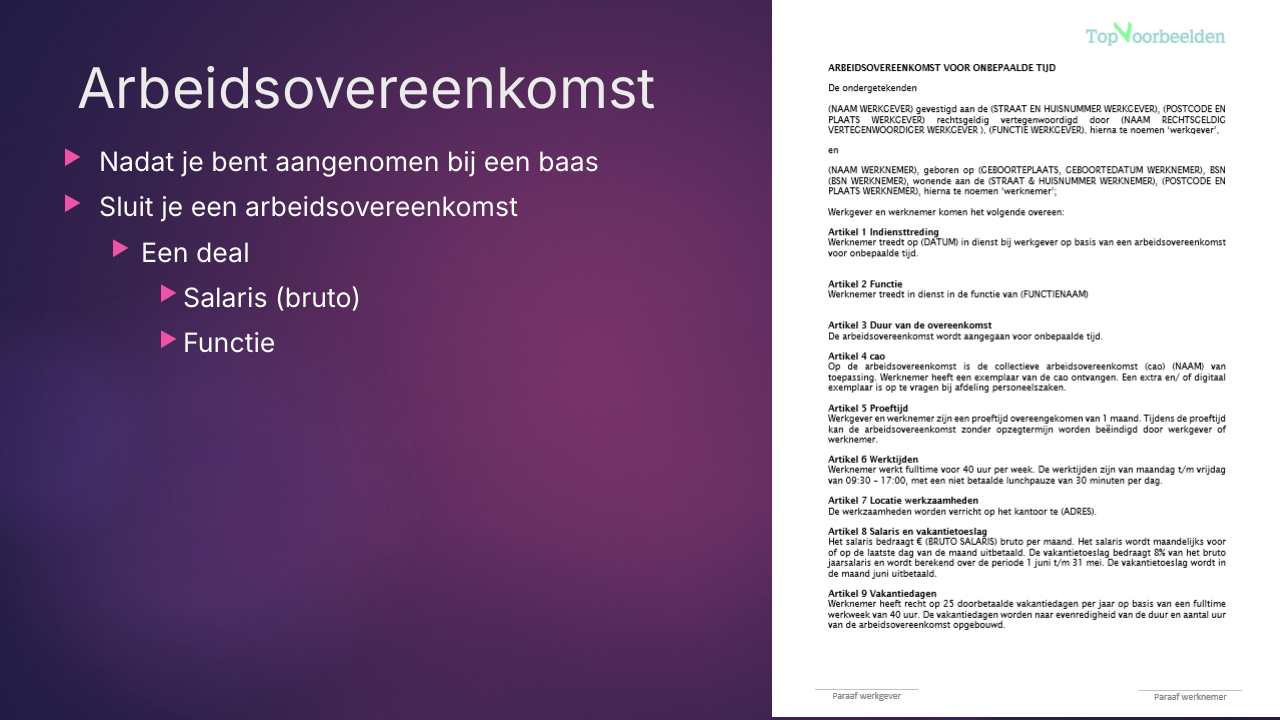 Arbeidsovereenkomst
Nadat je bent aangenomen bij een baas
Sluit je een arbeidsovereenkomst
Een deal
Salaris (bruto)
Functie
TopVoorbeelden
ARBEIDSOVEREENKOMST VOOR ONBEPAALDE TIJD
De ondergetekenden
(NAAM WERKGEVER) gevestigd aan de (STRAAT EN HUISNUMMER WERKGEVER), (POSTCODE EN
PLAATS WERKGEVER) rechtsgeldig vertegenwoordigd door (NAAM RECHTSGELDIG
VERTEGENWOORDIGER WERKGEVER ), (FUNCTIE WERKGEVER), hierna te noemen 'werkgever',
en
(NAAM WERKNEMER), geboren op (GEBOORTEPLAATS, GEBOORTEDATUM WERKNEMER), BSN
(BSN WERKNEMER), wonende aan de (STRAAT & HUISNUMMER WERKNEMER), (POSTCODE EN
PLAATS WERKNEMER), hierna te noemen 'werknemer';
Werkgever en werknemer komen het volgende overeen:
Artikel 1 Indiensttreding
Werknemer treedt op (DATUM) in dienst bij werkgever op basis van een arbeidsovereenkomst
voor onbepaalde tijd.
Artikel 2 Functie
Werknemer treedt in dienst in de functie van (FUNCTIENAAM)
Artikel 3 Duur van de overeenkomst
De arbeidsovereenkomst wordt aangegaan voor onbepaalde tijd.
Artikel 4 cao
Op de arbeidsovereenkomst is de collectieve arbeidsovereenkomst (cao) (NAAM) van
toepassing. Werknemer heeft een exemplaar van de cao ontvangen. Een extra en/ of digitaal
exemplaar is op te vragen bij afdeling personeelszaken.
Artikel 5 Proeftijd
Werkgever en werknemer zijn een proeftijd overeengekomen van 1 maand. Tijdens de proeftijd
kan de arbeidsovereenkomst zonder opzegtermijn worden beëindigd door werkgever of
werknemer.
Artikel 6 Werktijden
Werknemer werkt fulltime voor 40 uur per week. De werktijden zijn van maandag t/m vrijdag
van 09:30 – 17:00, met een niet betaalde lunchpauze van 30 minuten per dag.
Artikel 7 Locatie werkzaamheden
De werkzaamheden worden verricht op het kantoor te (ADRES).
Artikel 8 Salaris en vakantietoeslag
Het salaris bedraagt € (BRUTO SALARIS) bruto per maand. Het salaris wordt maandelijks voor
of op de laatste dag van de maand uitbetaald. De vakantietoeslag bedraagt 8% van het bruto
jaarsalaris en wordt berekend over de periode 1 juni t/m 31 mei. De vakantietoeslag wordt in
de maand juni uitbetaald.
Artikel 9 Vakantiedagen
Werknemer heeft recht op 25 doorbetaalde vakantiedagen per jaar op basis van een fulltime
werkweek van 40 uur. De vakantiedagen worden naar evenredigheid van de duur en aantal uur
van de arbeidsovereenkomst opgebouwd.
Paraaf werkgever
Paraaf werknemer